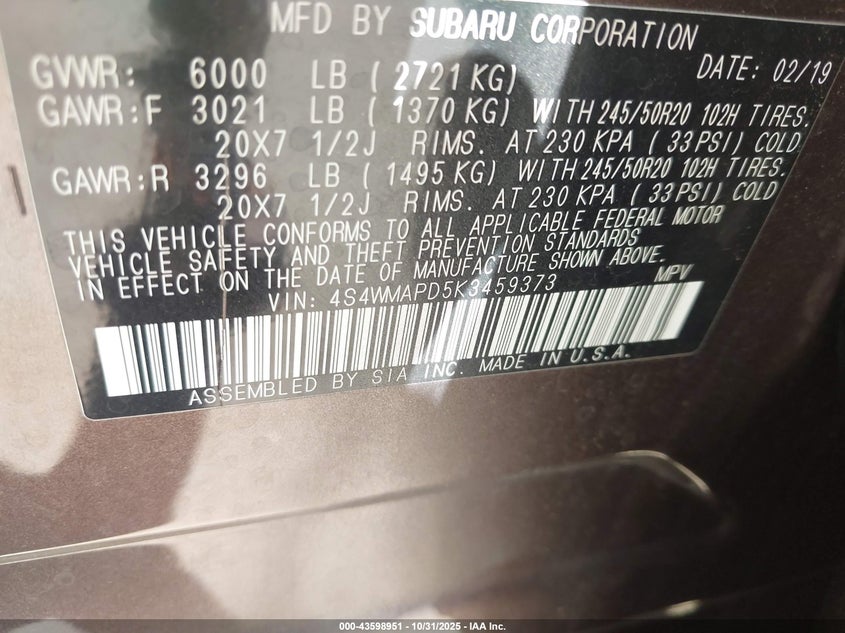 MFD BY SUBARU CORPORATION
GVWR: 6000 LB ( 2721 KG) DATE: 02/19
GAWR:F 3021 LB ( 1370 KG) WITH 245/50R20 102H TIRES.
20X7 1/2J RIMS. AT 230 KPA ( 33 PSI) COLD
GAWR:R 3296 LB ( 1495 KG) WITH 245/50R20 102H TIRES.
20X7 1/2J RIMS. AT 230 KPA ( 33 PSI) COLD
THIS VEHICLE CONFORMS TO ALL APPLICABLE FEDERAL MOTOR
VEHICLE SAFETY AND THEFT PREVENTION STANDARDS
IN EFFECT ON THE DATE OF MANUFACTURE SHOWN ABOVE.
VIN: 4S4WMAPD5K3459373 MPV
ASSEMBLED BY SIA INC. MADE IN U.S.A.
000-43598951 - 10/31/2025 - IAA Inc.